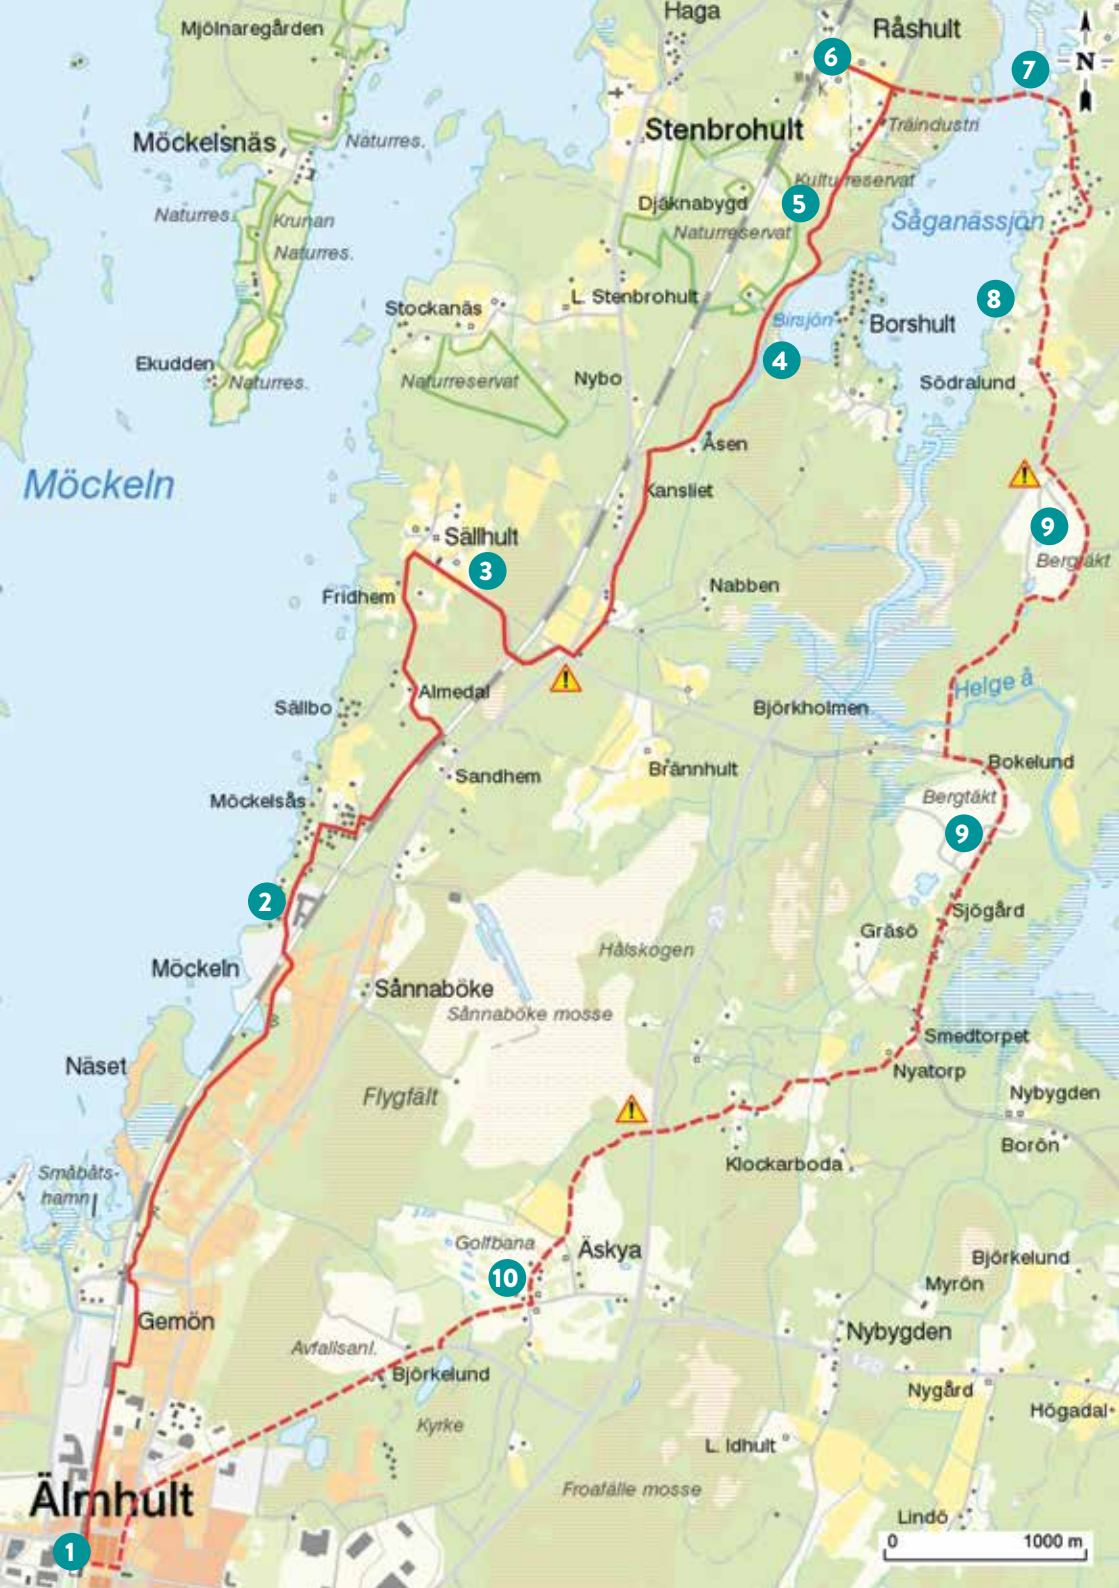 Haga
Råshult
Mjölnaregården
6
7
N
K
Stenbrohult
Träindustri
Möckelsnäs
Naturres.
Kulturreservat
Djäknabygd
5
Naturres.
Krunan
Såganässjön
Naturreservat
Naturres.
L. Stenbrohult
8
Stockanäs
Birsjön
Borshult
4
Ekudden
Naturres.
Naturreservat
Nybo
Södralund
Åsen
Möckeln
!
Kansliet
9
Sällhult
3
Bergtäkt
Nabben
Fridhem
!
Almedal
Helge å
Sällbo
Björkholmen
Sandhem
Brännhult
Bokelund
Möckelsås
Bergtäkt
9
2
Sjögård
Gräsö
Hålskogen
Möckeln
Sånnaböke
23
Sånnaböke mosse
Smedtorpet
Näset
Nyatorp
Nybygden
Flygfält
!
Borön
Klockarboda
Småbåts-
hamn
Golfbana
Äskya
10
Björkelund
Myrön
Gemön
Nybygden
Avfallsanl.
120
Björkelund
Nygård
Högadal
Kyrke
L. Idhult
Froafälle mosse
Älmhult
Lindö
0
1000 m
1